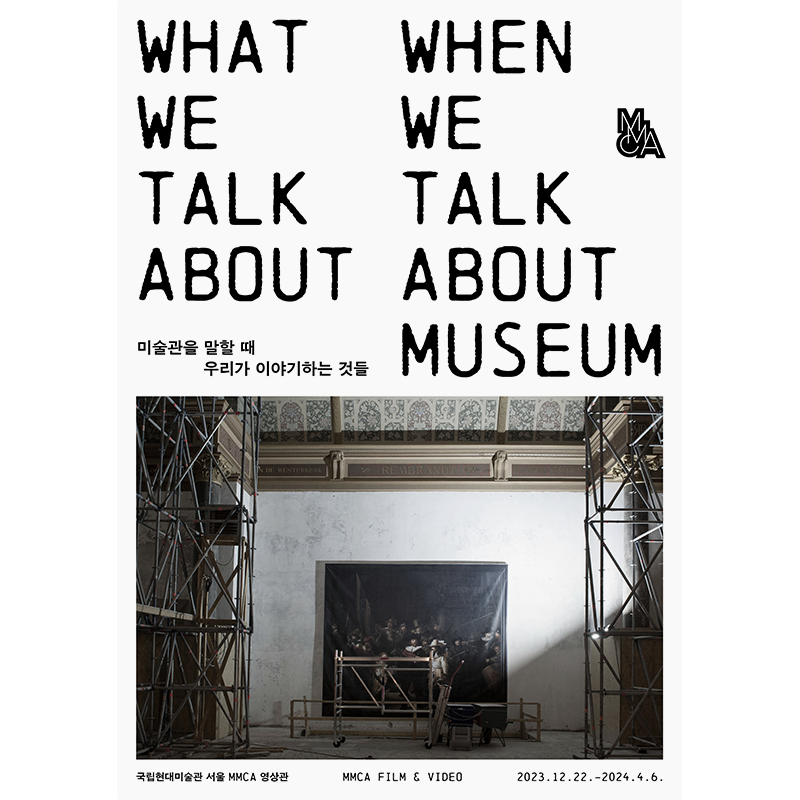 WHAT
WE
TALK
ABOUT
WHEN
WE
TALK
ABOUT
MUSEUM
MMCA
미술관을 말할 때
우리가 이야기하는 것들
REMBRANDT
국립현대미술관 서울 MMCA 영상관
MMCA FILM & VIDEO
2023.12.22.–2024.4.6.